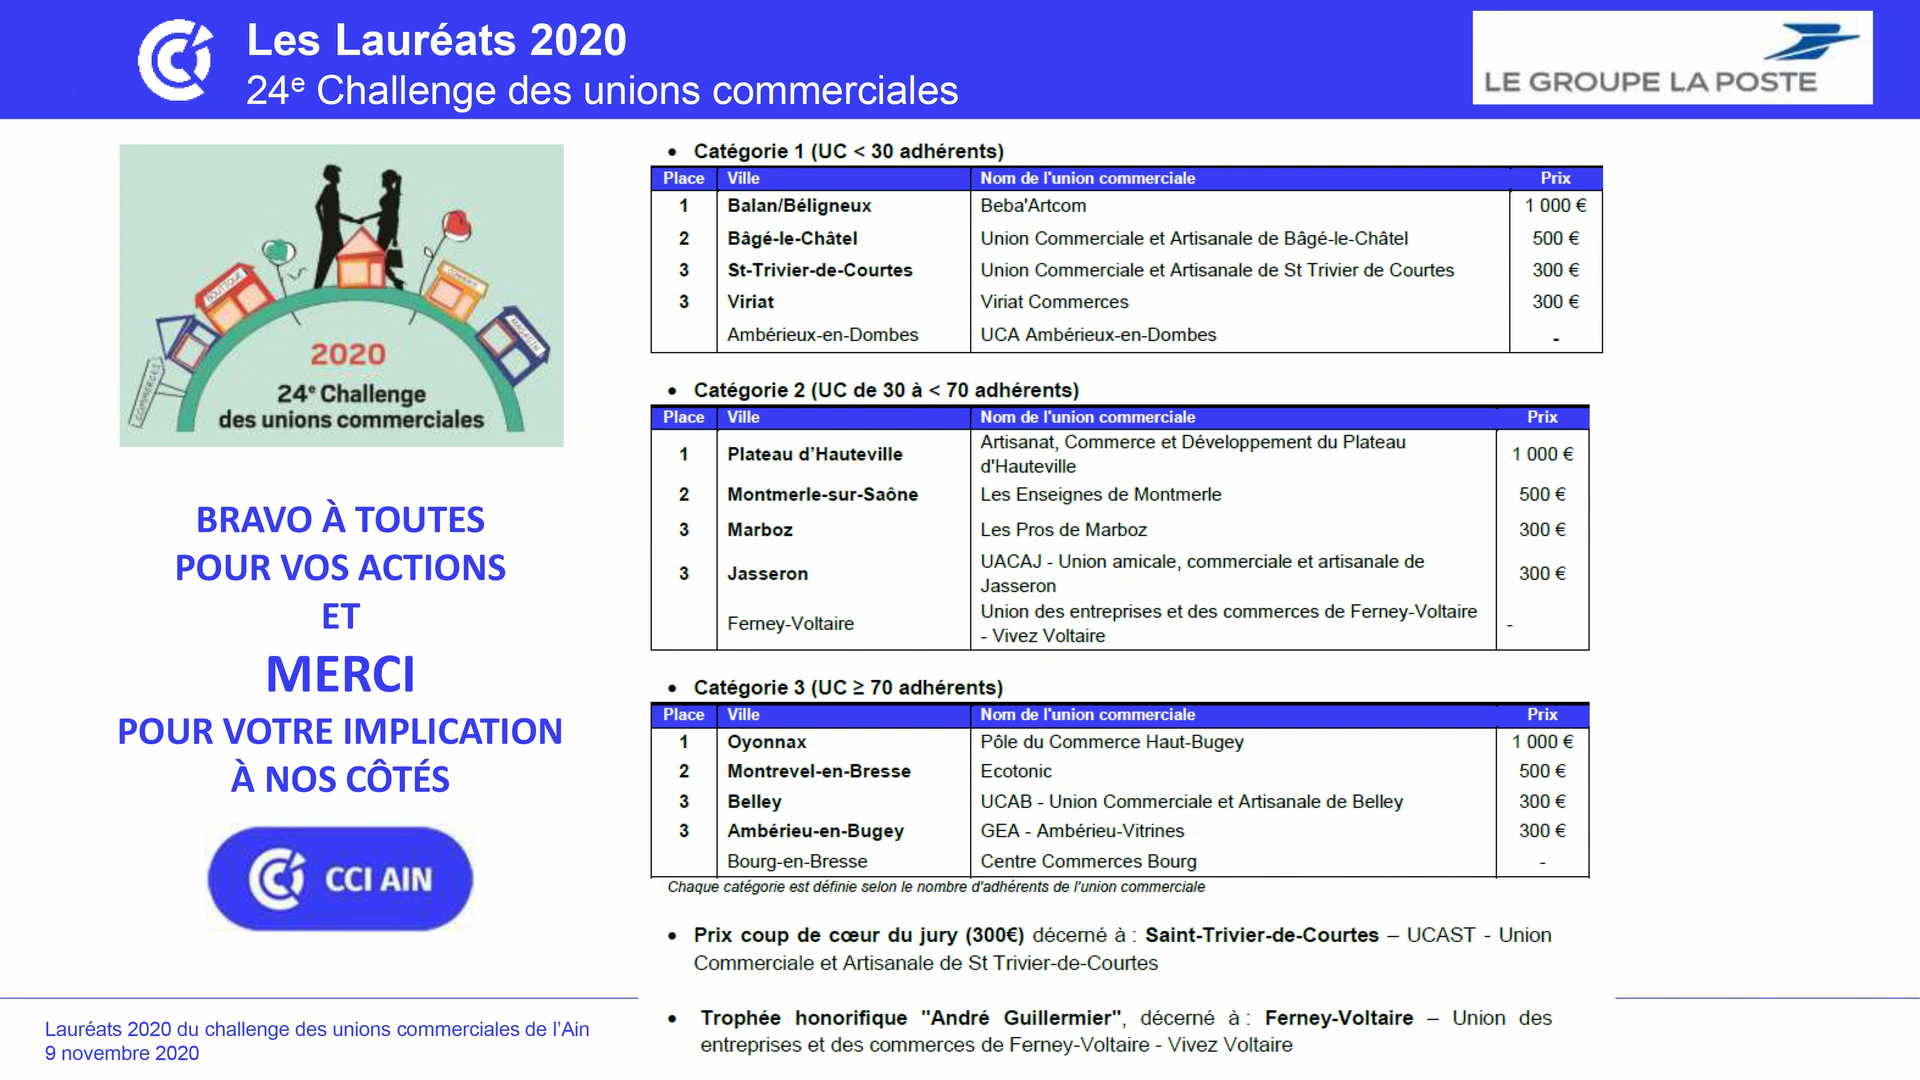 Les Lauréats 2020
24e Challenge des unions commerciales
LE GROUPE LA POSTE
BOUTIQUE
COMMERCES
MAGASIN
2020
24e Challenge
des unions commerciales
BRAVO À TOUTES
POUR VOS ACTIONS
ET
MERCI
POUR VOTRE IMPLICATION
À NOS CÔTÉS
CCI AIN
• Catégorie 1 (UC < 30 adhérents)
Place Ville Nom de l'union commerciale Prix
1 Balan/Béligneux Beba'Artcom 1 000 €
2 Bâgé-le-Châtel Union Commerciale et Artisanale de Bâgé-le-Châtel 500 €
3 St-Trivier-de-Courtes Union Commerciale et Artisanale de St Trivier de Courtes 300 €
3 Viriat Viriat Commerces 300 €
Ambérieux-en-Dombes UCA Ambérieux-en-Dombes -
• Catégorie 2 (UC de 30 à < 70 adhérents)
Place Ville Nom de l'union commerciale Prix
1 Plateau d’Hauteville Artisanat, Commerce et Développement du Plateau
d'Hauteville 1 000 €
2 Montmerle-sur-Saône Les Enseignes de Montmerle 500 €
3 Marboz Les Pros de Marboz 300 €
3 Jasseron UACAJ - Union amicale, commerciale et artisanale de
Jasseron 300 €
Ferney-Voltaire Union des entreprises et des commerces de Ferney-Voltaire
- Vivez Voltaire -
• Catégorie 3 (UC ≥ 70 adhérents)
Place Ville Nom de l'union commerciale Prix
1 Oyonnax Pôle du Commerce Haut-Bugey 1 000 €
2 Montrevel-en-Bresse Ecotonic 500 €
3 Belley UCAB - Union Commerciale et Artisanale de Belley 300 €
3 Ambérieu-en-Bugey GEA - Ambérieu-Vitrines 300 €
Bourg-en-Bresse Centre Commerces Bourg -
Chaque catégorie est définie selon le nombre d'adhérents de l'union commerciale
• Prix coup de cœur du jury (300€) décerné à : Saint-Trivier-de-Courtes – UCAST - Union
Commerciale et Artisanale de St Trivier-de-Courtes
• Trophée honorifique "André Guillermier", décerné à : Ferney-Voltaire – Union des
entreprises et des commerces de Ferney-Voltaire - Vivez Voltaire
Lauréats 2020 du challenge des unions commerciales de l’Ain
9 novembre 2020